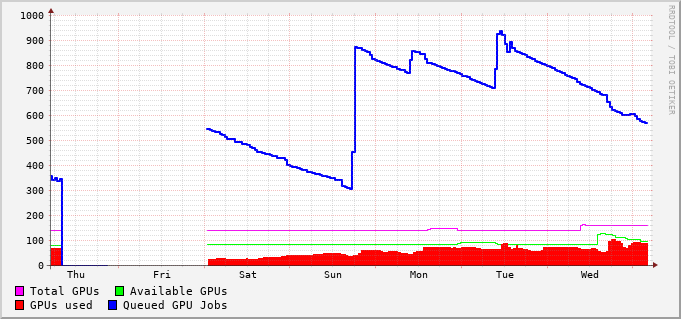 1000
900
800
700
600
500
400
300
200
100
0
Thu Fri Sat Sun Mon Tue Wed
RRDTOOL / TOBI OETIKER
Total GPUs Available GPUs
GPUs used Queued GPU Jobs